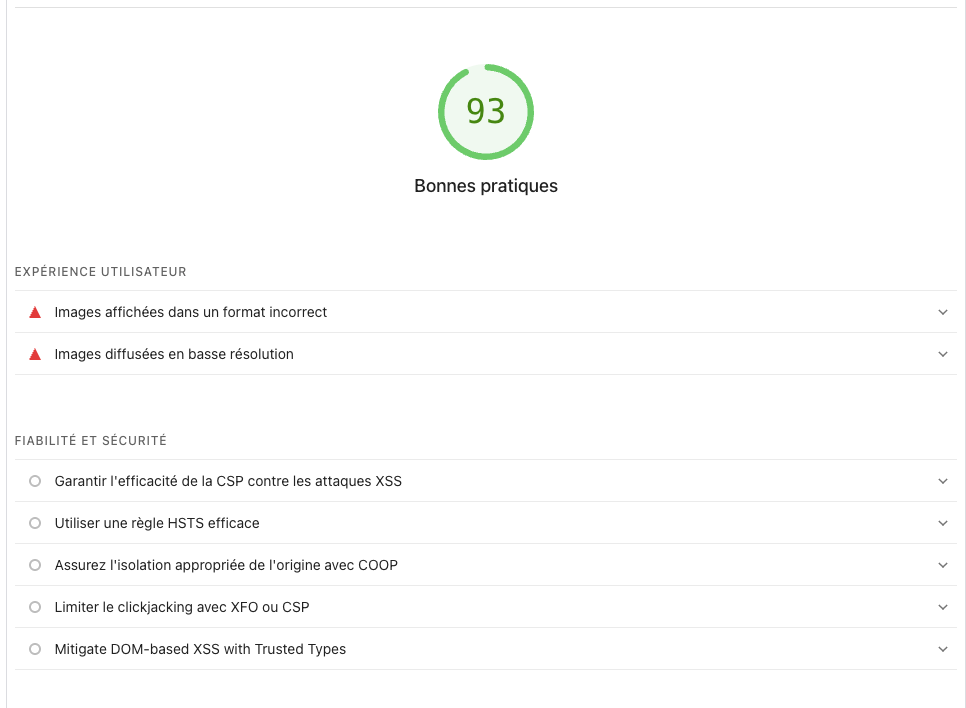 93
Bonnes pratiques
EXPÉRIENCE UTILISATEUR
Images affichées dans un format incorrect
Images diffusées en basse résolution
FIABILITÉ ET SÉCURITÉ
Garantir l'efficacité de la CSP contre les attaques XSS
Utiliser une règle HSTS efficace
Assurez l'isolation appropriée de l'origine avec COOP
Limiter le clickjacking avec XFO ou CSP
Mitigate DOM-based XSS with Trusted Types